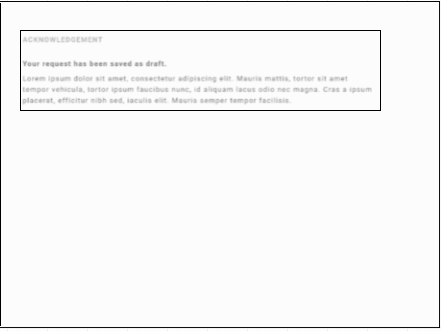 ACKNOWLEDGEMENT
Your request has been saved as draft.
Lorem ipsum dolor sit amet, consectetur adipiscing elit. Mauris mattis, tortor sit amet
tempor vehicula, tortor ipsum faucibus nunc, id aliquam lacus odio nec magna. Cras a ipsum
placerat, efficitur nibh sed, iaculis elit. Mauris semper tempor facilisis.